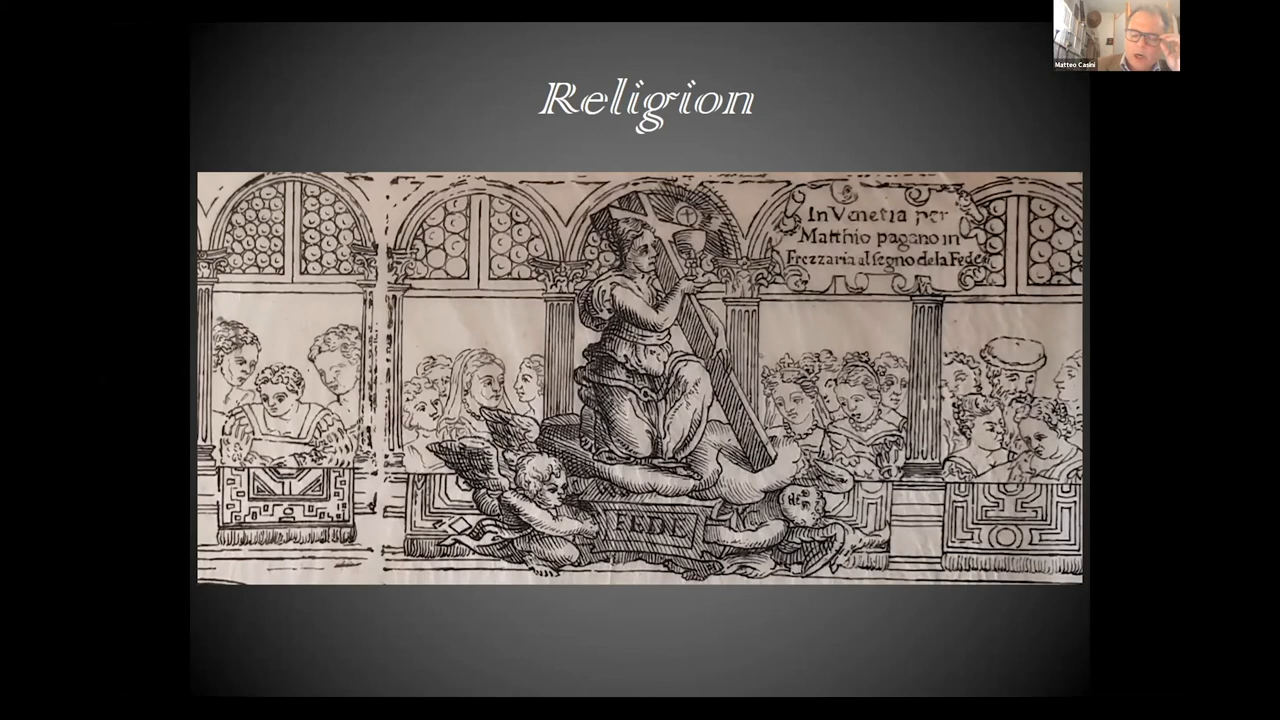 Religion
Matteo Casini
In Venetia per
Matthio pagano in
Frezzaria al segno de la Fede
FEDE